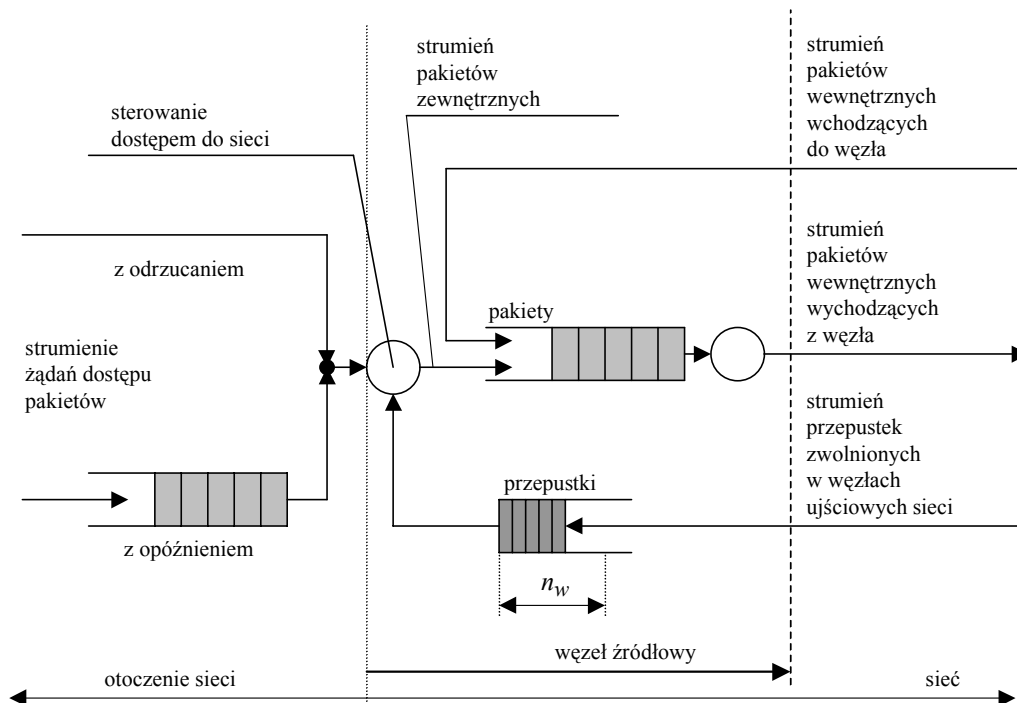 strumień
pakietów
zewnętrznych
sterowanie
dostępem do sieci
strumień
pakietów
wewnętrznych
wchodzących
do węzła
z odrzucaniem
strumień
pakietów
wewnętrznych
wychodzących
z węzła
pakiety
strumienie
żądań dostępu
pakietów
strumień
przepustek
zwolnionych
w węzłach
ujściowych sieci
przepustki
z opóźnieniem
n_w
węzeł źródłowy
otoczenie sieci
sieć